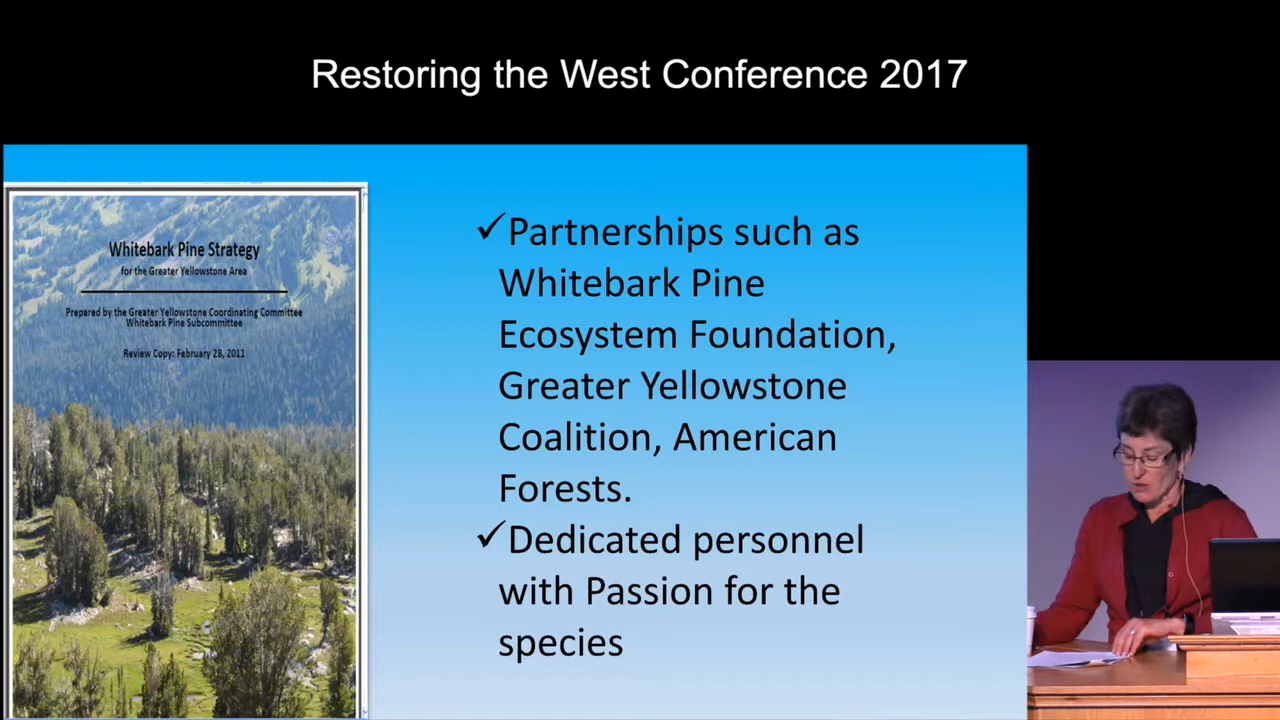 Restoring the West Conference 2017
Whitebark Pine Strategy
for the Greater Yellowstone Area
Prepared by the Greater Yellowstone Coordinating Committee
Whitebark Pine Subcommittee
Review Copy: February 28, 2011
✓Partnerships such as
Whitebark Pine
Ecosystem Foundation,
Greater Yellowstone
Coalition, American
Forests.
✓Dedicated personnel
with Passion for the
species